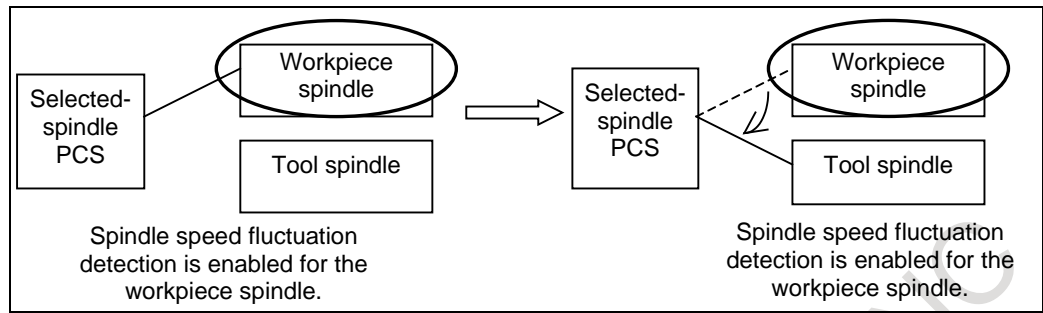 Workpiece
spindle
Selected-
spindle
PCS
Tool spindle
Spindle speed fluctuation
detection is enabled for the
workpiece spindle.
Workpiece
spindle
Selected-
spindle
PCS
Tool spindle
Spindle speed fluctuation
detection is enabled for the
workpiece spindle.